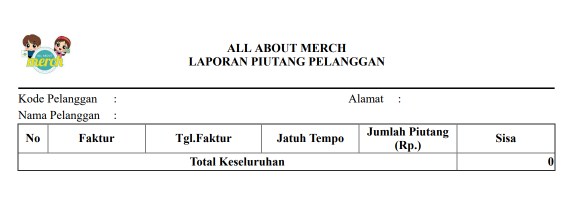 merch
ALL ABOUT MERCH
LAPORAN PIUTANG PELANGGAN
Kode Pelanggan : Alamat :
Nama Pelanggan :
No Faktur Tgl.Faktur Jatuh Tempo Jumlah Piutang (Rp.) Sisa
Total Keseluruhan 0